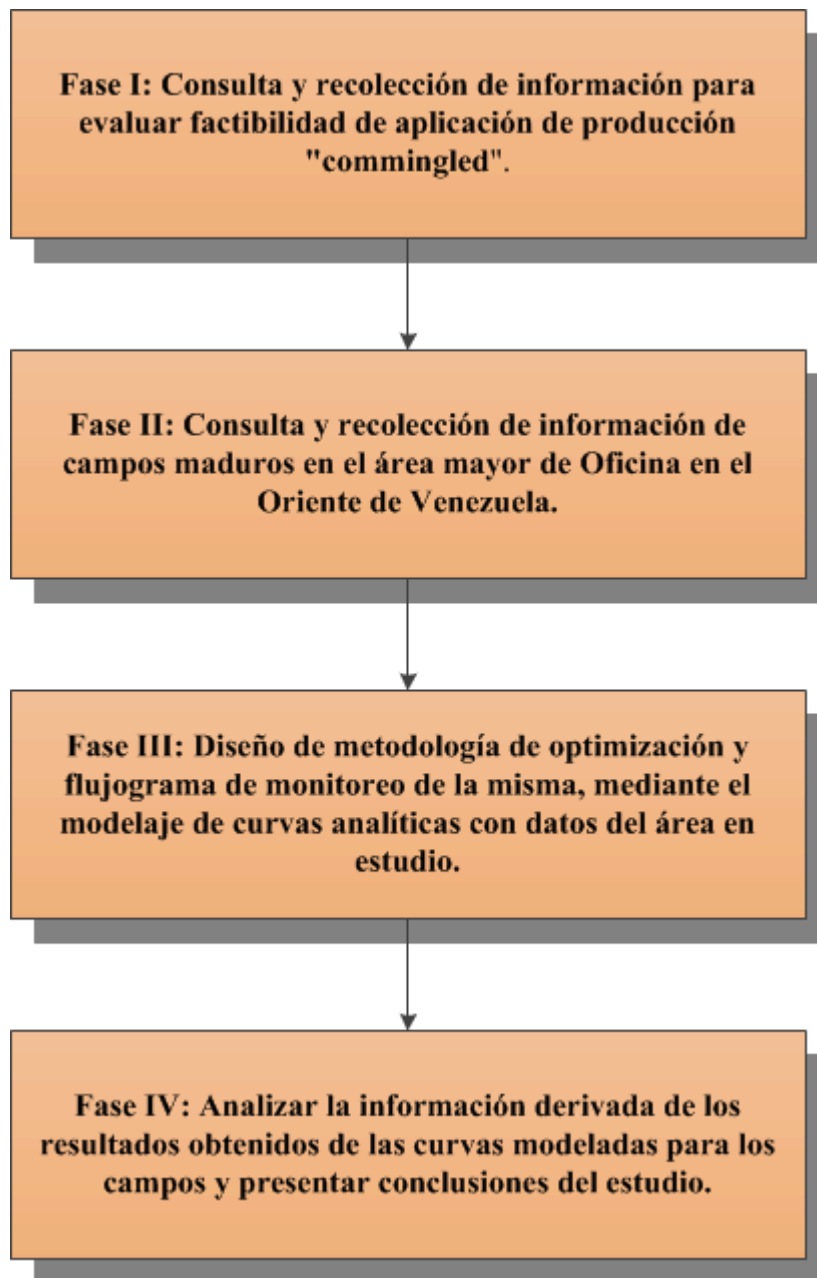 Fase I: Consulta y recolección de información para
evaluar factibilidad de aplicación de producción
"commingled".
Fase II: Consulta y recolección de información de
campos maduros en el área mayor de Oficina en el
Oriente de Venezuela.
Fase III: Diseño de metodología de optimización y
flujograma de monitoreo de la misma, mediante el
modelaje de curvas analíticas con datos del área en
estudio.
Fase IV: Analizar la información derivada de los
resultados obtenidos de las curvas modeladas para los
campos y presentar conclusiones del estudio.